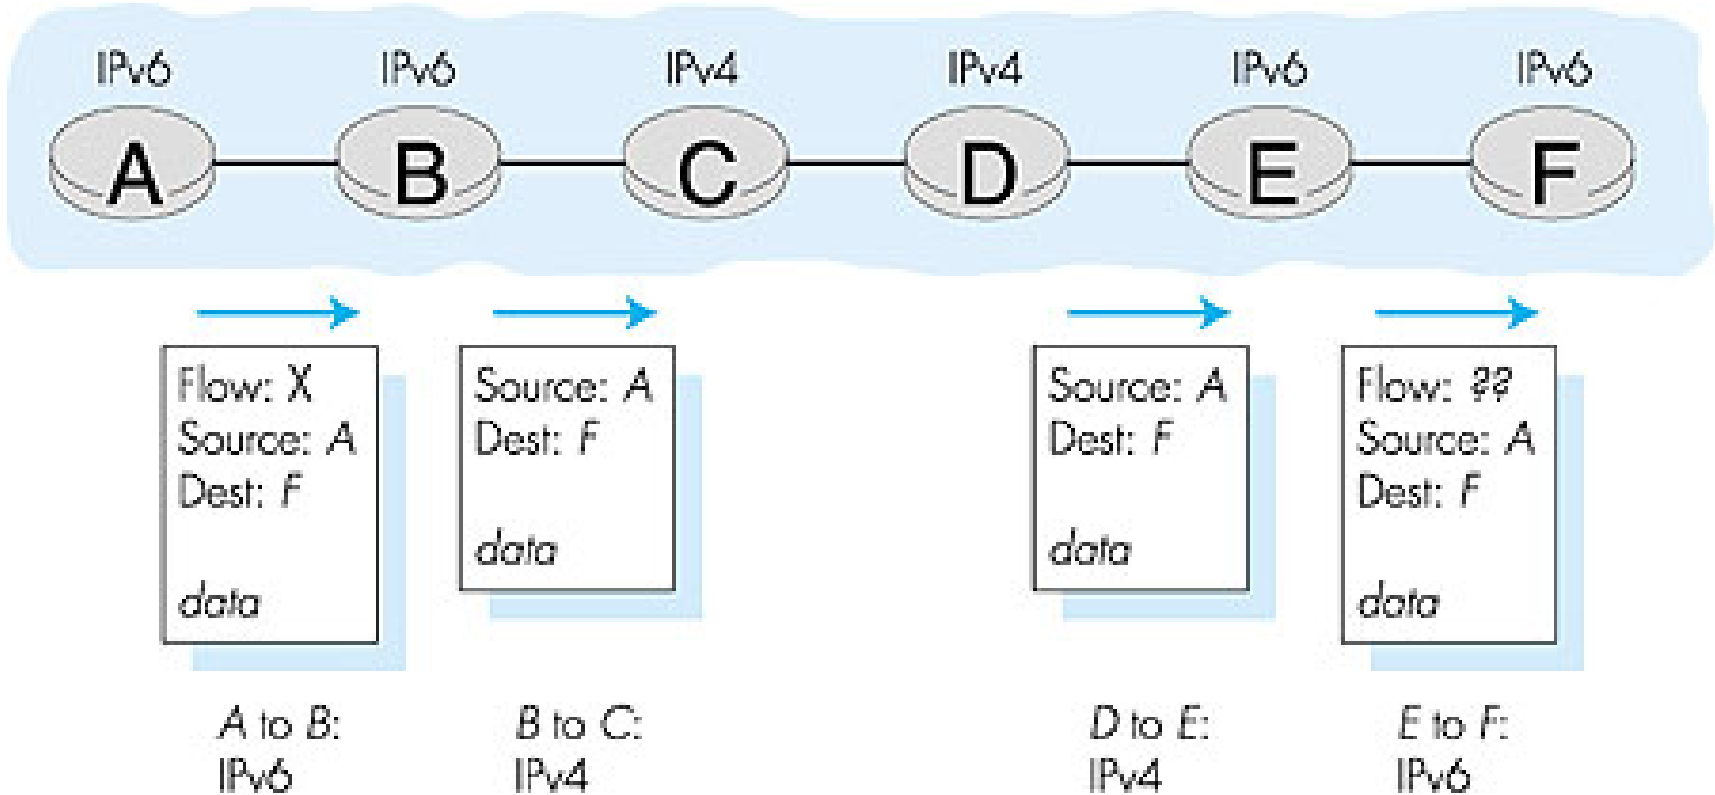 IPv6 IPv6 IPv4 IPv4 IPv6 IPv6
A B C D E F
Flow: X
Source: A
Dest: F
data
Source: A
Dest: F
data
Source: A
Dest: F
data
Flow: ??
Source: A
Dest: F
data
A to B:
IPv6
B to C:
IPv4
D to E:
IPv4
E to F:
IPv6